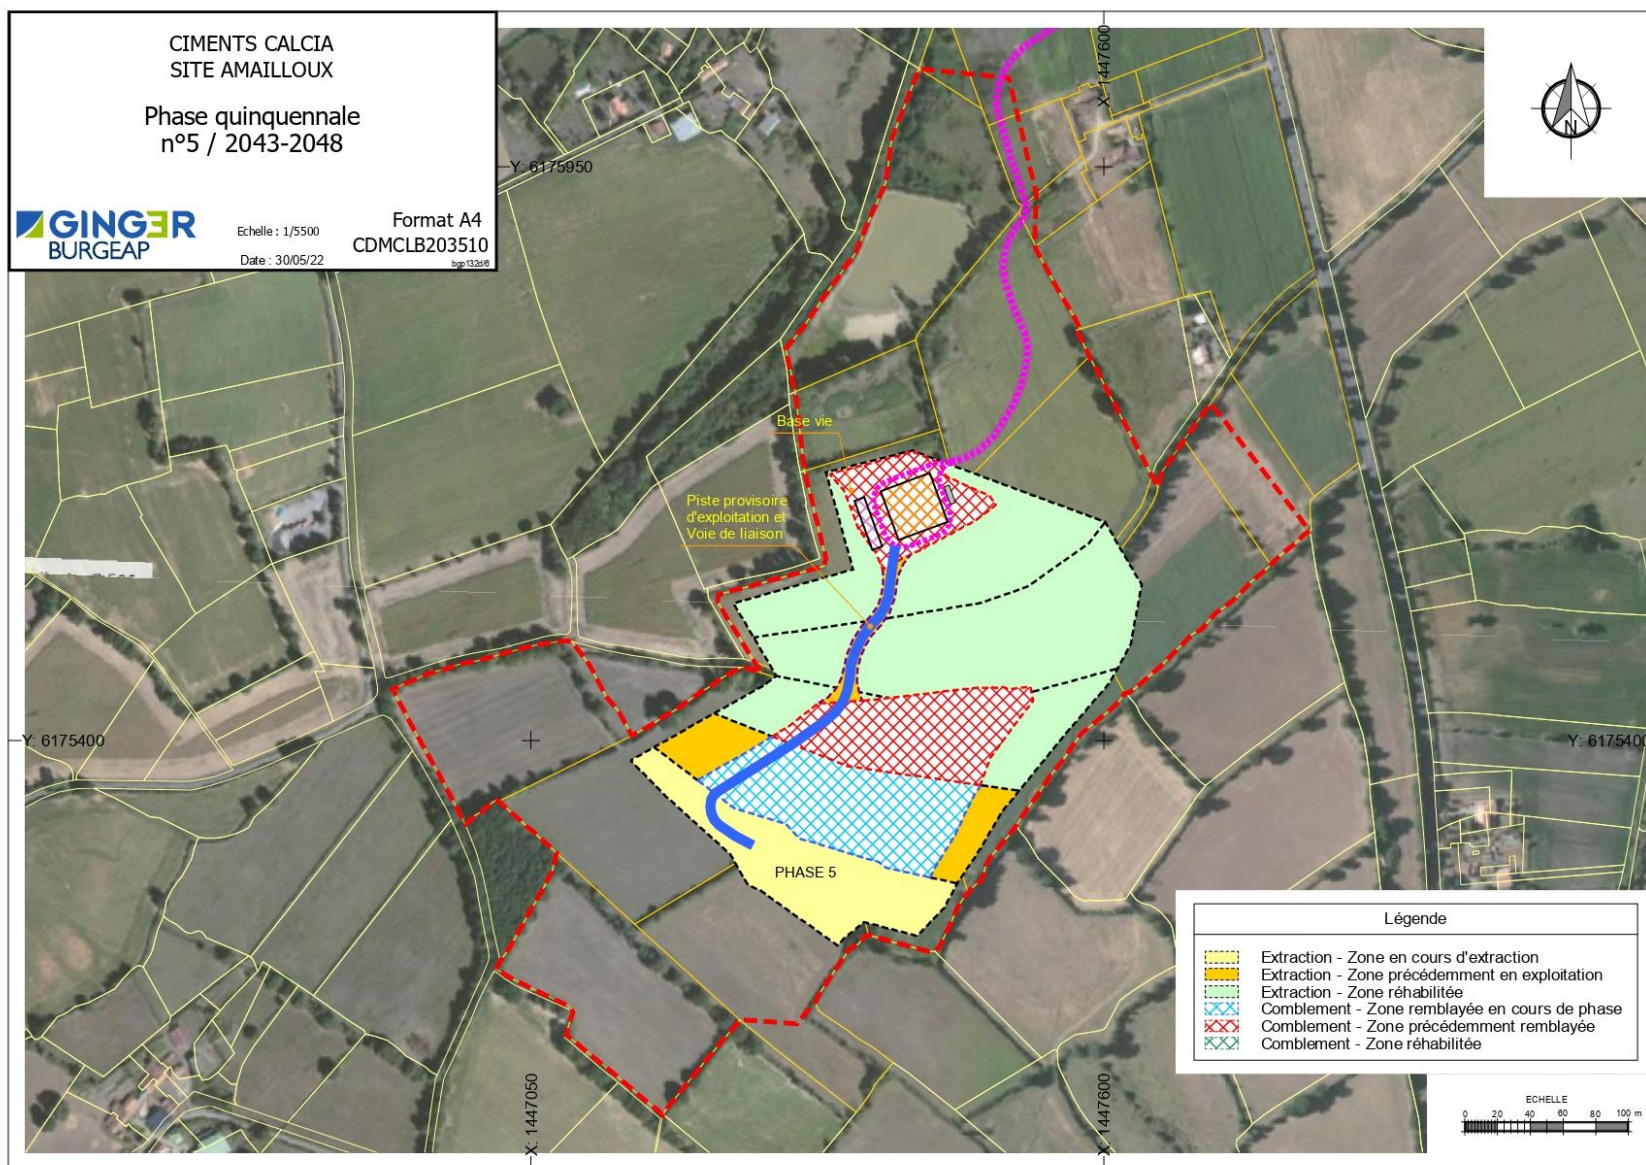 CIMENTS CALCIA
SITE AMAILLOUX
Phase quinquennale
n°5 / 2043-2048
GINGER
BURGEAP
Echelle : 1/5500
Date : 30/05/22
Format A4
CDMCLB203510
X: 1447600
Y: 6175950
N
Base vie
Piste provisoire
d'exploitation et
Voie de liaison
Y: 6175400
Y: 6175400
PHASE 5
Légende
Extraction - Zone en cours d'extraction
Extraction - Zone précédemment en exploitation
Extraction - Zone réhabilitée
Comblement - Zone remblayée en cours de phase
Comblement - Zone précédemment remblayée
Comblement - Zone réhabilitée
X: 1447050
X: 1447600
ECHELLE
0 20 40 60 80 100 m